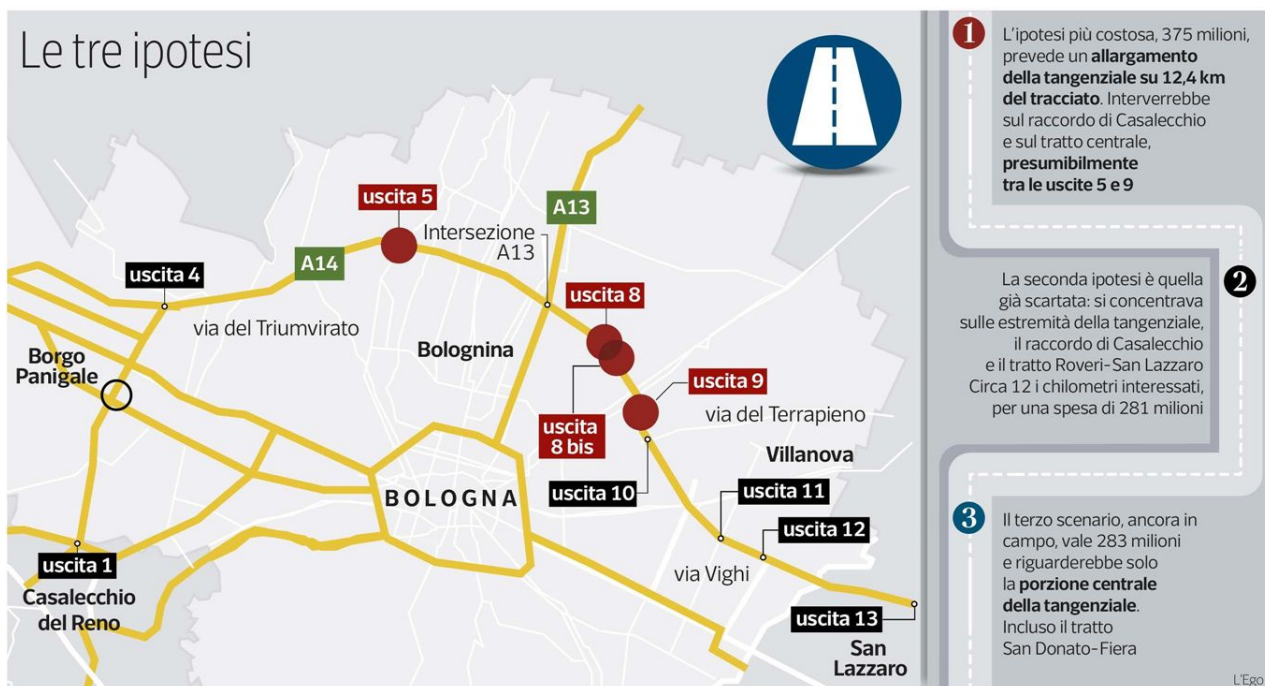 Le tre ipotesi
uscita 5
A13
Intersezione
A13
A14
uscita 4
via del Triumvirato
uscita 8
Bolognina
Borgo
Panigale
uscita 9
uscita
8 bis
via del Terrapieno
Villanova
BOLOGNA
uscita 10
uscita 11
uscita 12
uscita 1
via Vighi
Casalecchio
del Reno
uscita 13
San
Lazzaro
1
L'ipotesi più costosa, 375 milioni,
prevede un allargamento
della tangenziale su 12,4 km
del tracciato. Interverrebbe
sul raccordo di Casalecchio
e sul tratto centrale,
presumibilmente
tra le uscite 5 e 9
2
La seconda ipotesi è quella
già scartata: si concentrava
sulle estremità della tangenziale,
il raccordo di Casalecchio
e il tratto Roveri-San Lazzaro
Circa 12 i chilometri interessati,
per una spesa di 281 milioni
3
Il terzo scenario, ancora in
campo, vale 283 milioni
e riguarderebbe solo
la porzione centrale
della tangenziale.
Incluso il tratto
San Donato-Fiera
L'Ego